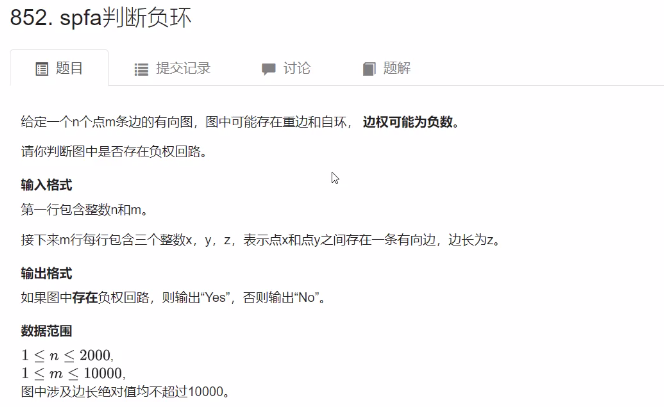 852. spfa判断负环
题目 提交记录 讨论 题解
给定一个n个点m条边的有向图，图中可能存在重边和自环， 边权可能为负数。
请你判断图中是否存在负权回路。
输入格式
第一行包含整数n和m。
接下来m行每行包含三个整数x，y，z，表示点x和点y之间存在一条有向边，边长为z。
输出格式
如果图中存在负权回路，则输出“Yes”，否则输出“No”。
数据范围
1 ≤ n ≤ 2000,
1 ≤ m ≤ 10000,
图中涉及边长绝对值均不超过10000。